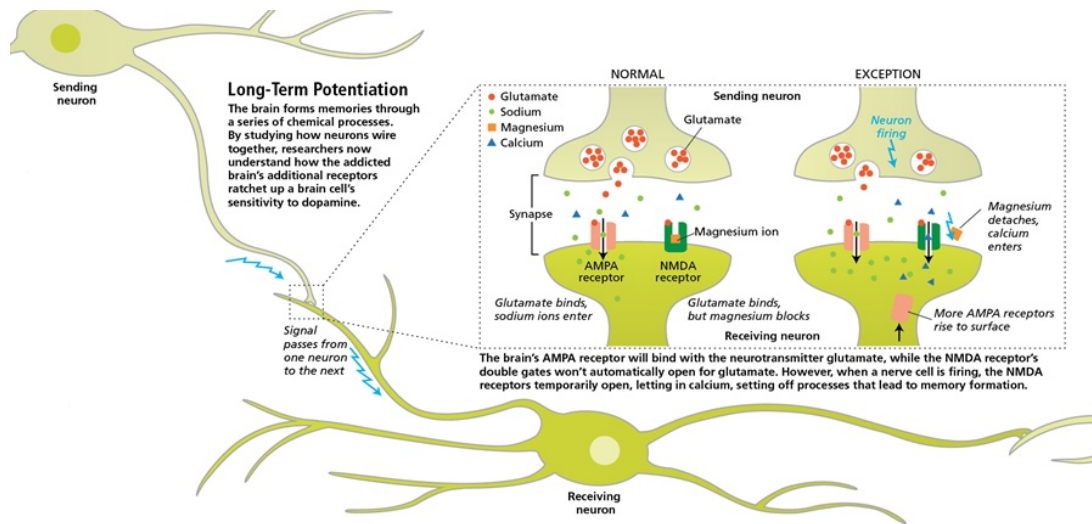 Sending
neuron
Long-Term Potentiation
The brain forms memories through
a series of chemical processes.
By studying how neurons wire
together, researchers now
understand how the addicted
brain's additional receptors
ratchet up a brain cell's
sensitivity to dopamine.
Signal
passes from
one neuron
to the next
NORMAL
EXCEPTION
Glutamate
Sodium
Magnesium
Calcium
Sending neuron
Glutamate
Neuron
firing
Synapse
Magnesium ion
Magnesium
detaches,
calcium
enters
AMPA
receptor
NMDA
receptor
Glutamate binds,
sodium ions enter
Glutamate binds,
but magnesium blocks
More AMPA receptors
rise to surface
Receiving neuron
The brain's AMPA receptor will bind with the neurotransmitter glutamate, while the NMDA receptor's
double gates won't automatically open for glutamate. However, when a nerve cell is firing, the NMDA
receptors temporarily open, letting in calcium, setting off processes that lead to memory formation.
Receiving
neuron